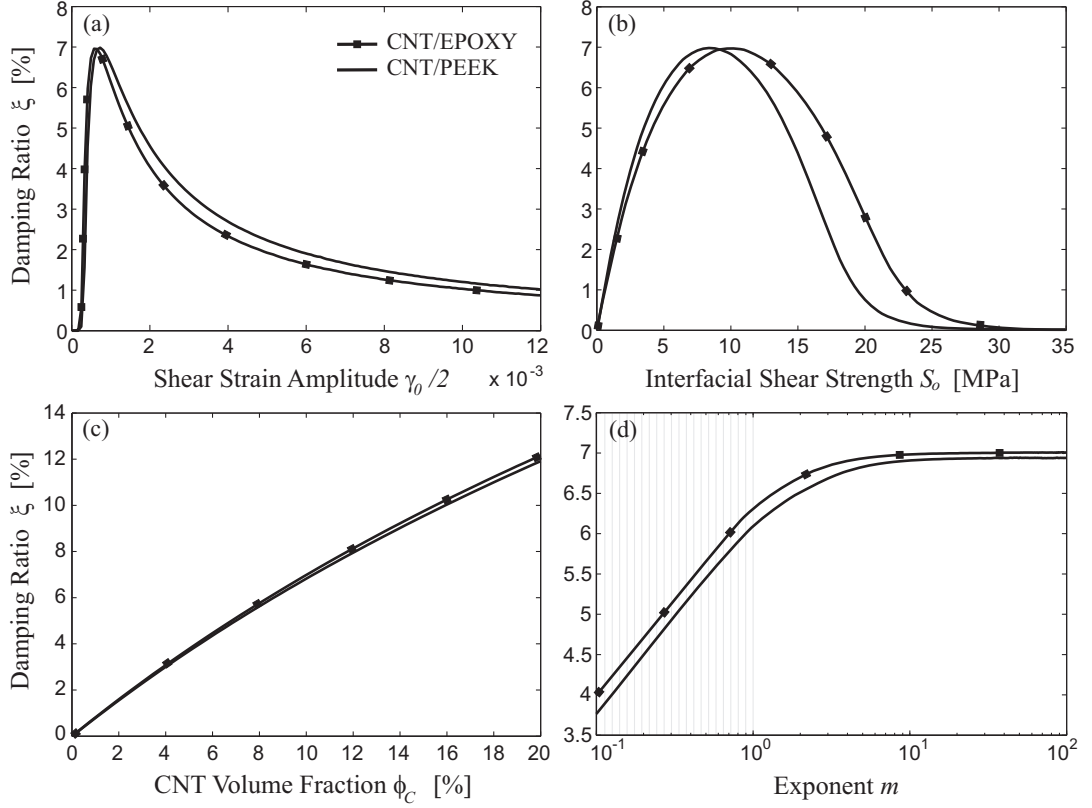 (a)
CNT/EPOXY
CNT/PEEK
Damping Ratio ξ [%]
8
7
6
5
4
3
2
1
0
0 2 4 6 8 10 12
Shear Strain Amplitude γ0 /2 x 10-3
(b)
8
7
6
5
4
3
2
1
0
0 5 10 15 20 25 30 35
Interfacial Shear Strength So [MPa]
(c)
Damping Ratio ξ [%]
14
12
10
8
6
4
2
0
0 2 4 6 8 10 12 14 16 18 20
CNT Volume Fraction ϕC [%]
(d)
7.5
7
6.5
6
5.5
5
4.5
4
3.5
10-1 100 101 102
Exponent m